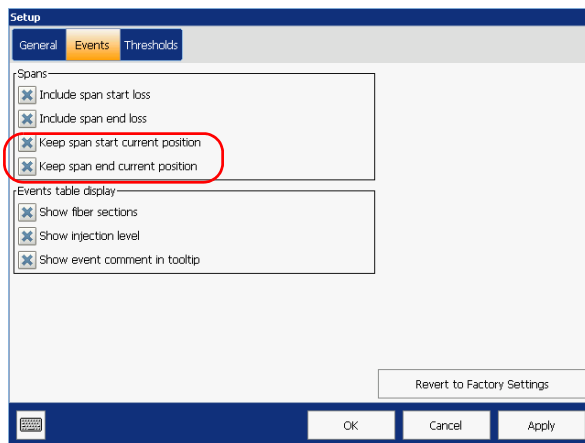 Setup
General Events Thresholds
Spans
Include span start loss
Include span end loss
Keep span start current position
Keep span end current position
Events table display
Show fiber sections
Show injection level
Show event comment in tooltip
Revert to Factory Settings
OK Cancel Apply